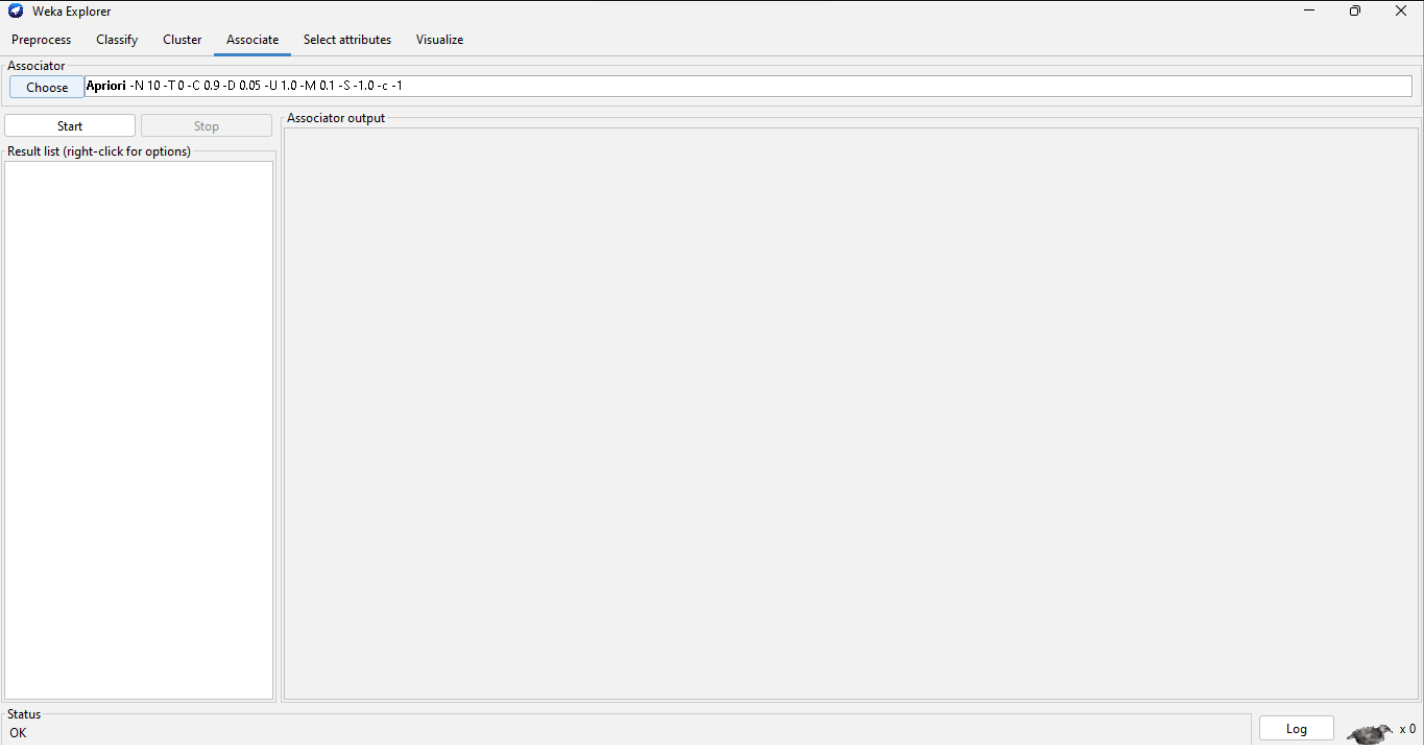 Weka Explorer
Preprocess Classify Cluster Associate Select attributes Visualize
Associator
Choose Apriori -N 10 -T 0 -C 0.9 -D 0.05 -U 1.0 -M 0.1 -S -1.0 -c -1
Start Stop
Associator output
Result list (right-click for options)
Status
OK
Log x 0